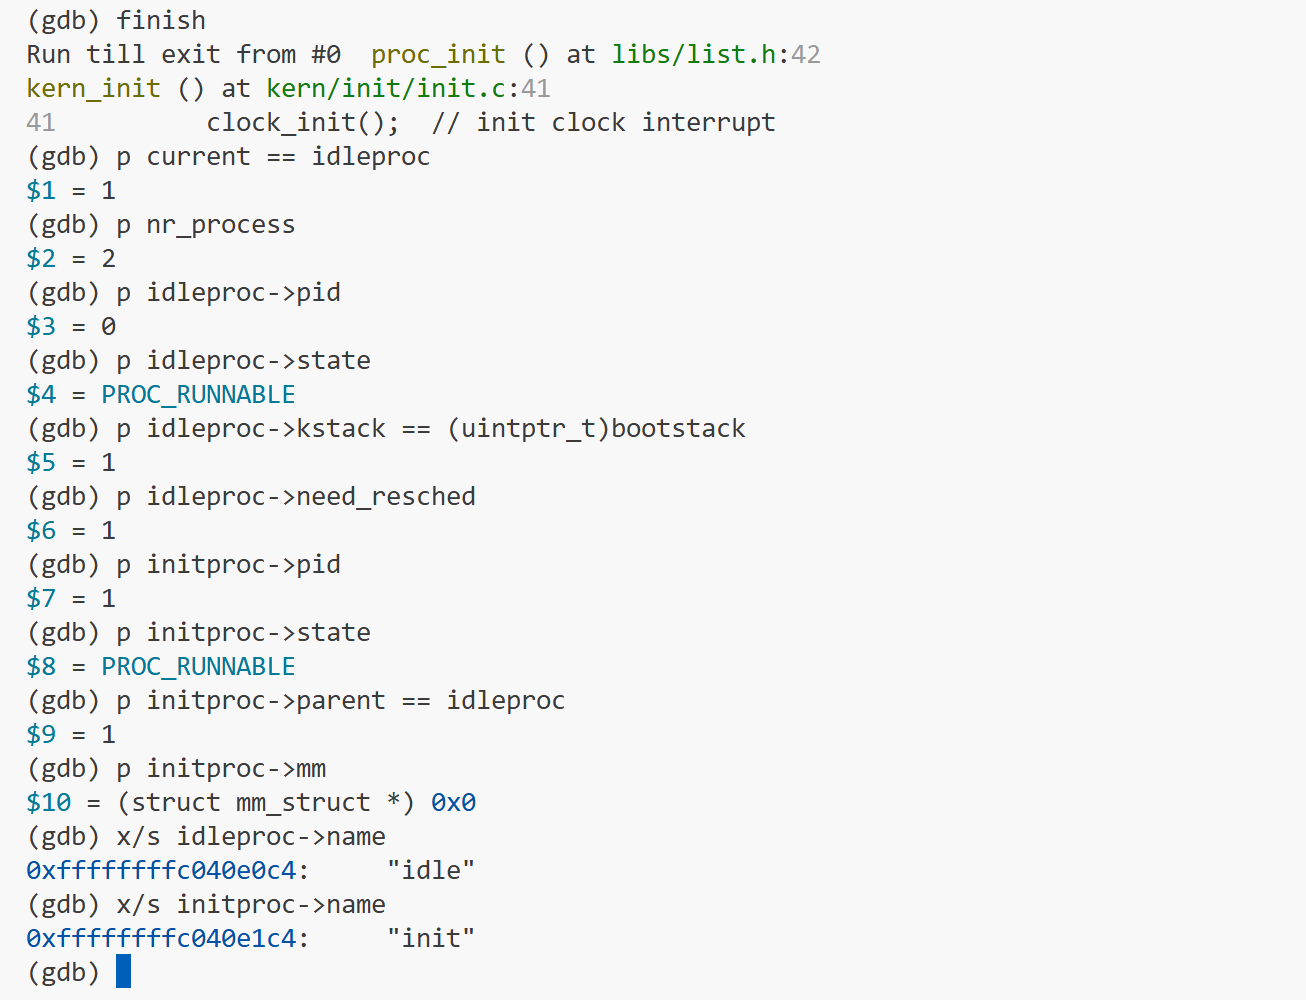 (gdb) finish
Run till exit from #0  proc_init () at libs/list.h:42
kern_init () at kern/init/init.c:41
41          clock_init();  // init clock interrupt
(gdb) p current == idleproc
$1 = 1
(gdb) p nr_process
$2 = 2
(gdb) p idleproc->pid
$3 = 0
(gdb) p idleproc->state
$4 = PROC_RUNNABLE
(gdb) p idleproc->kstack == (uintptr_t)bootstack
$5 = 1
(gdb) p idleproc->need_resched
$6 = 1
(gdb) p initproc->pid
$7 = 1
(gdb) p initproc->state
$8 = PROC_RUNNABLE
(gdb) p initproc->parent == idleproc
$9 = 1
(gdb) p initproc->mm
$10 = (struct mm_struct *) 0x0
(gdb) x/s idleproc->name
0xffffffffc040e0c4:     "idle"
(gdb) x/s initproc->name
0xffffffffc040e1c4:     "init"
(gdb)